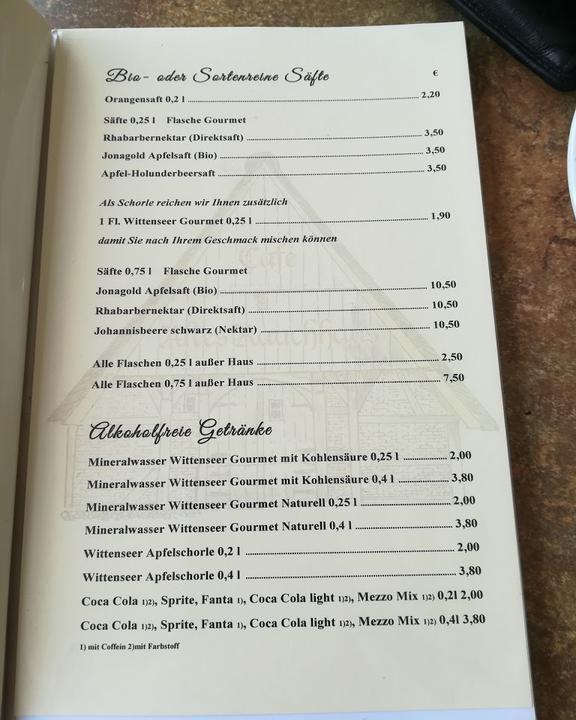 Bio- oder Sortenreine Säfte €
Orangensaft 0,2 l 2,20
Säfte 0,25 l Flasche Gourmet
Rhabarbernektar (Direktsaft) 3,50
Jonagold Apfelsaft (Bio) 3,50
Apfel-Holunderbeersaft 3,50
Als Schorle reichen wir Ihnen zusätzlich
1 Fl. Wittenseer Gourmet 0,25 l 1,90
damit Sie nach Ihrem Geschmack mischen können
Säfte 0,75 l Flasche Gourmet
Jonagold Apfelsaft (Bio) 10,50
Rhabarbernektar (Direktsaft) 10,50
Johannisbeere schwarz (Nektar) 10,50
Alle Flaschen 0,25 l außer Haus 2,50
Alle Flaschen 0,75 l außer Haus 7,50
Alkoholfreie Getränke
Mineralwasser Wittenseer Gourmet mit Kohlensäure 0,25 l 2,00
Mineralwasser Wittenseer Gourmet mit Kohlensäure 0,4 l 3,80
Mineralwasser Wittenseer Gourmet Naturell 0,25 l 2,00
Mineralwasser Wittenseer Gourmet Naturell 0,4 l 3,80
Wittenseer Apfelschorle 0,2 l 2,00
Wittenseer Apfelschorle 0,4 l 3,80
Coca Cola 1)2), Sprite, Fanta 1), Coca Cola light 1)2), Mezzo Mix 1)2) 0,2l 2,00
Coca Cola 1)2), Sprite, Fanta 1), Coca Cola light 1)2), Mezzo Mix 1)2) 0,4l 3,80
1) mit Coffein 2)mit Farbstoff